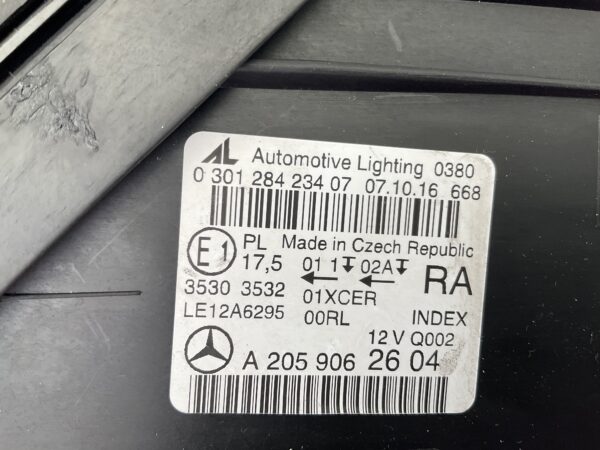 AL Automotive Lighting 0380
0 301 284 234 07 07.10.16 668
E1 PL Made in Czech Republic
17,5 01 1 02A RA
3530 3532 01XCER
LE12A6295 00RL INDEX
12 V Q002
A 205 906 26 04